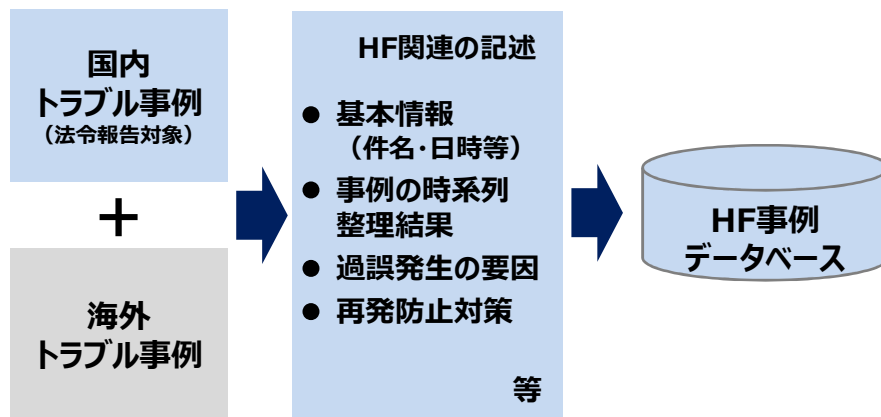 国内
トラブル事例
（法令報告対象）
＋
海外
トラブル事例
HF関連の記述
● 基本情報
（件名･日時等）
● 事例の時系列
整理結果
● 過誤発生の要因
● 再発防止対策
等
HF事例
データベース